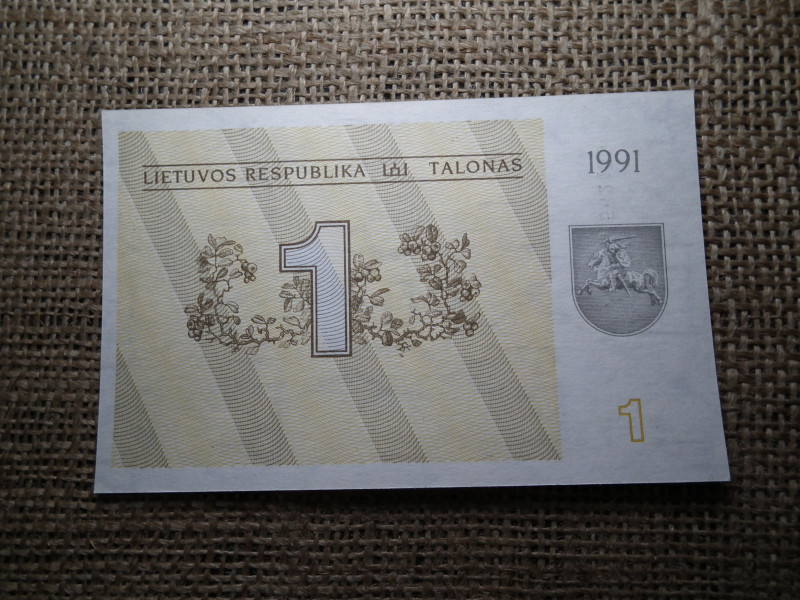 LIETUVOS RESPUBLIKA TALONAS
1991
1
1